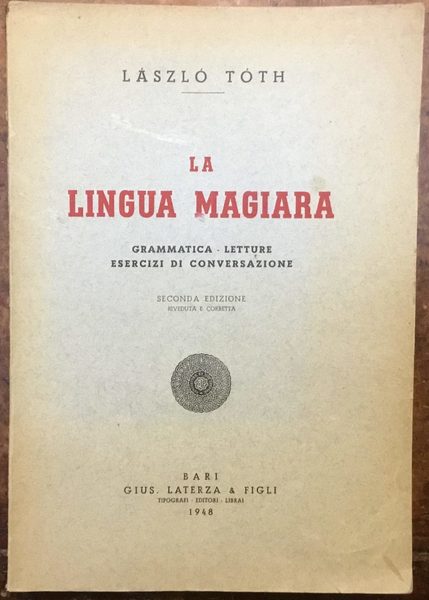 LÁSZLÓ TÓTH
LA
LINGUA MAGIARA
GRAMMATICA - LETTURE
ESERCIZI DI CONVERSAZIONE
SECONDA EDIZIONE
RIVEDUTA E CORRETTA
BARI
GIUS. LATERZA & FIGLI
TIPOGRAFI - EDITORI - LIBRAI
1948